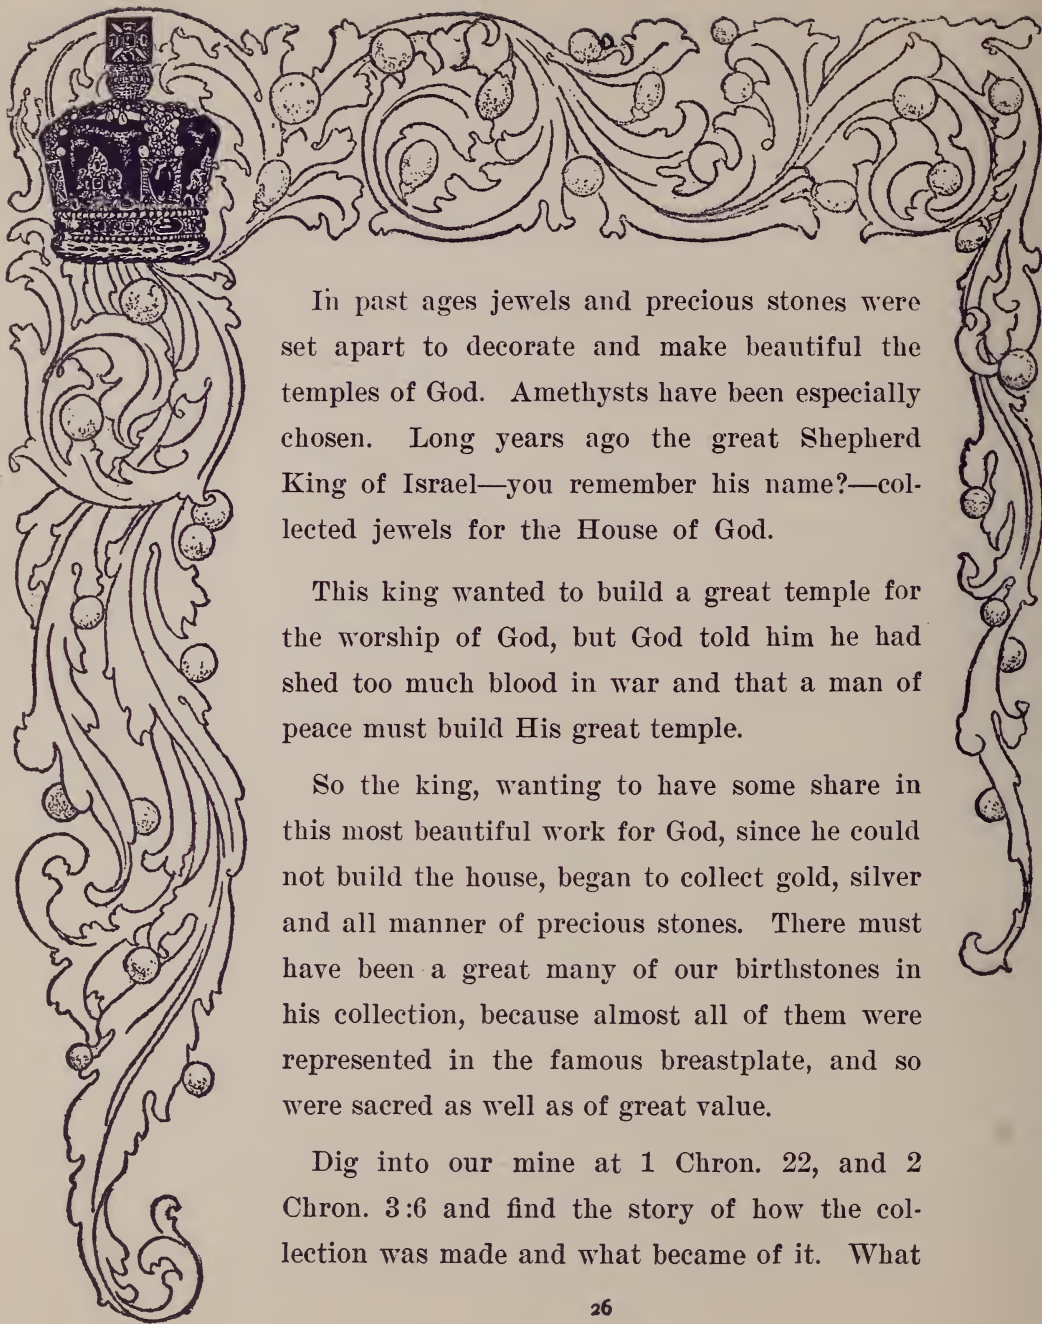 In past ages jewels and precious stones were
set apart to decorate and make beautiful the
temples of God. Amethysts have been especially
chosen. Long years ago the great Shepherd
King of Israel—you remember his name?—col-
lected jewels for the House of God.
This king wanted to build a great temple for
the worship of God, but God told him he had
shed too much blood in war and that a man of
peace must build His great temple.
So the king, wanting to have some share in
this most beautiful work for God, since he could
not build the house, began to collect gold, silver
and all manner of precious stones. There must
have been a great many of our birthstones in
his collection, because almost all of them were
represented in the famous breastplate, and so
were sacred as well as of great value.
Dig into our mine at 1 Chron. 22, and 2
Chron. 3:6 and find the story of how the col-
lection was made and what became of it. What
26